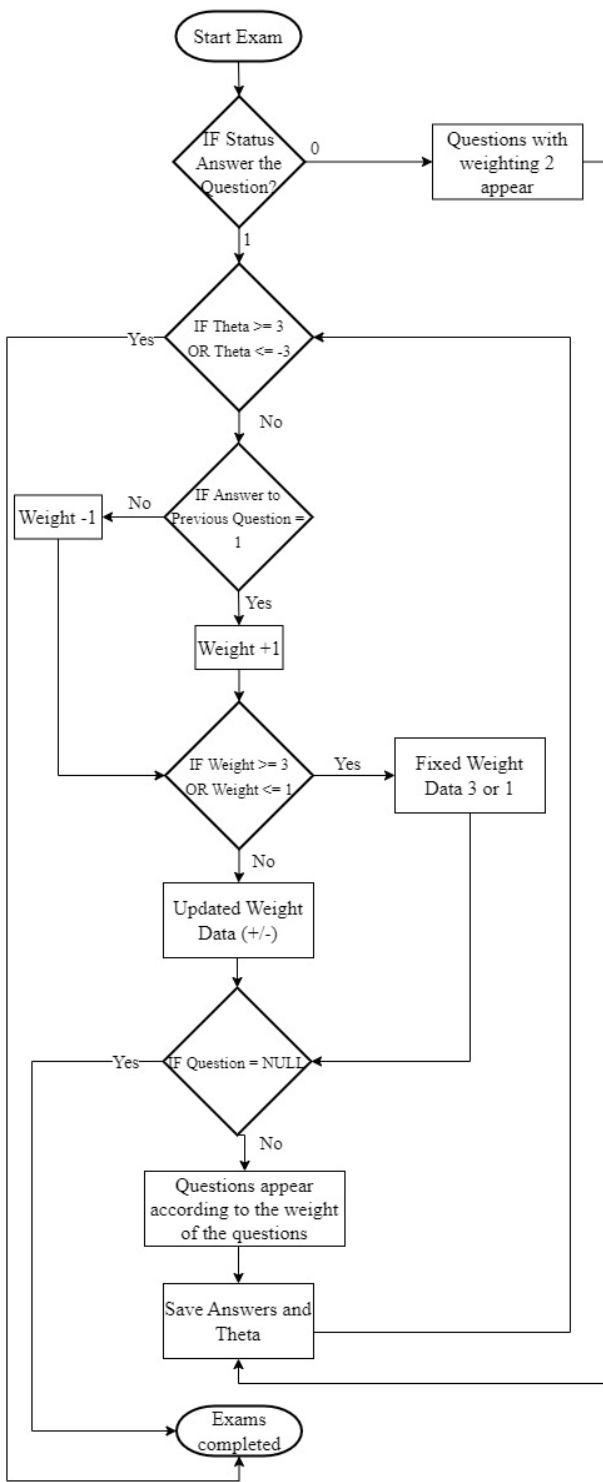 Start Exam
IF Status
Answer the
Question?
0
Questions with
weighting 2
appear
1
IF Theta >= 3
OR Theta <= -3
Yes
No
IF Answer to
Previous Question =
1
No
Weight -1
Yes
Weight +1
IF Weight >= 3
OR Weight <= 1
Yes
Fixed Weight
Data 3 or 1
No
Updated Weight
Data (+/-)
IF Question = NULL
Yes
No
Questions appear
according to the weight
of the questions
Save Answers and
Theta
Exams
completed